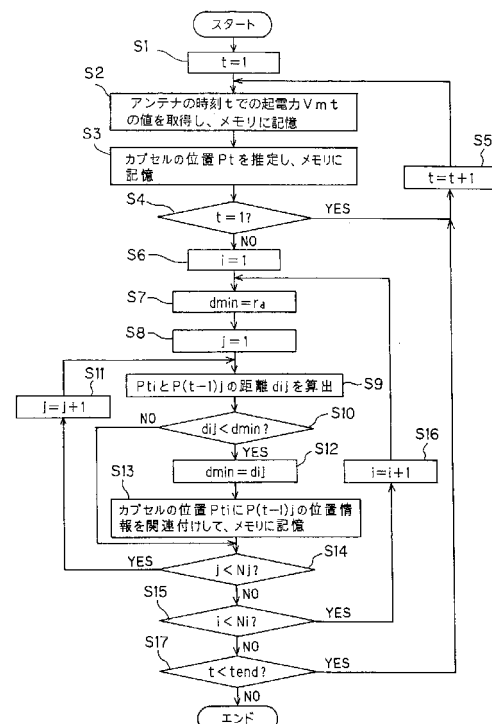 スタート
S1
t=1
S2
アンテナの時刻tでの起電力Vmt
の値を取得し、メモリに記憶
S3
カプセルの位置Ptを推定し、メモリに
記憶
S5
t=t+1
S4
t=1?
YES
NO
S6
i=1
S7
dmin=ra
S8
j=1
S11
j=j+1
PtiとP(t-1)jの距離dijを算出
S9
S10
dij<dmin?
NO
YES
S12
dmin=dij
S16
i=i+1
S13
カプセルの位置PtiにP(t-1)jの位置情
報を関連付けして、メモリに記憶
S14
j<Nj?
YES
NO
S15
i<Ni?
YES
NO
S17
t<tend?
YES
NO
エンド